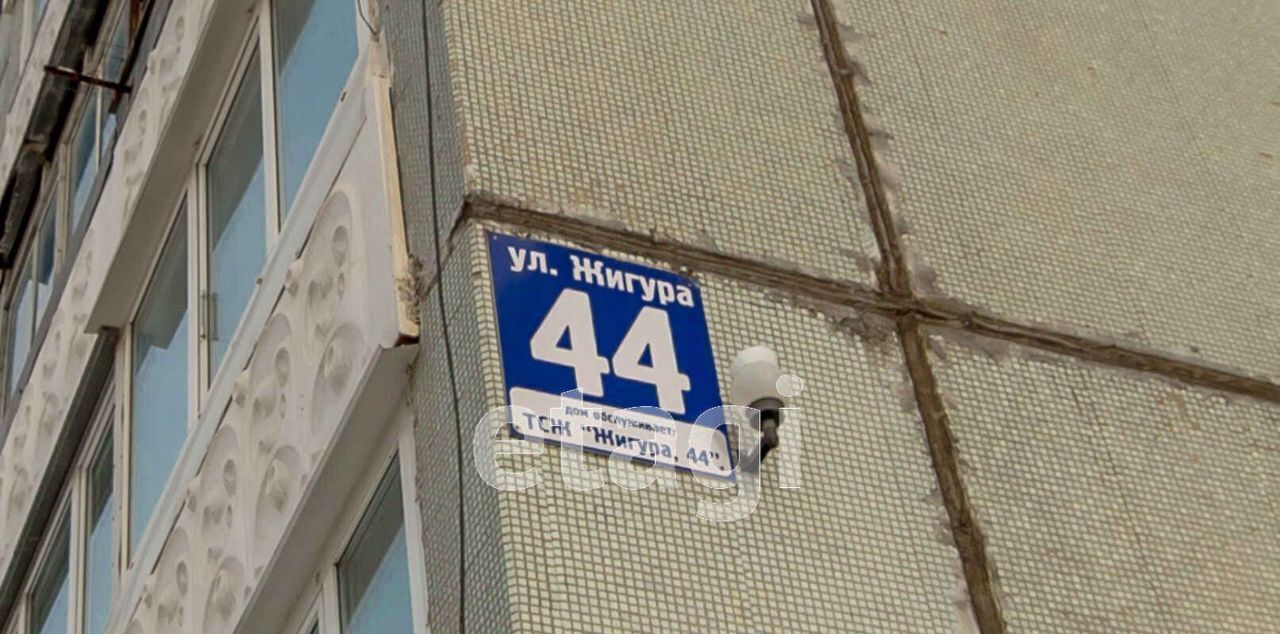 ул. Жигура
44
дом обслуживает:
ТСЖ "Жигура, 44".
etagi